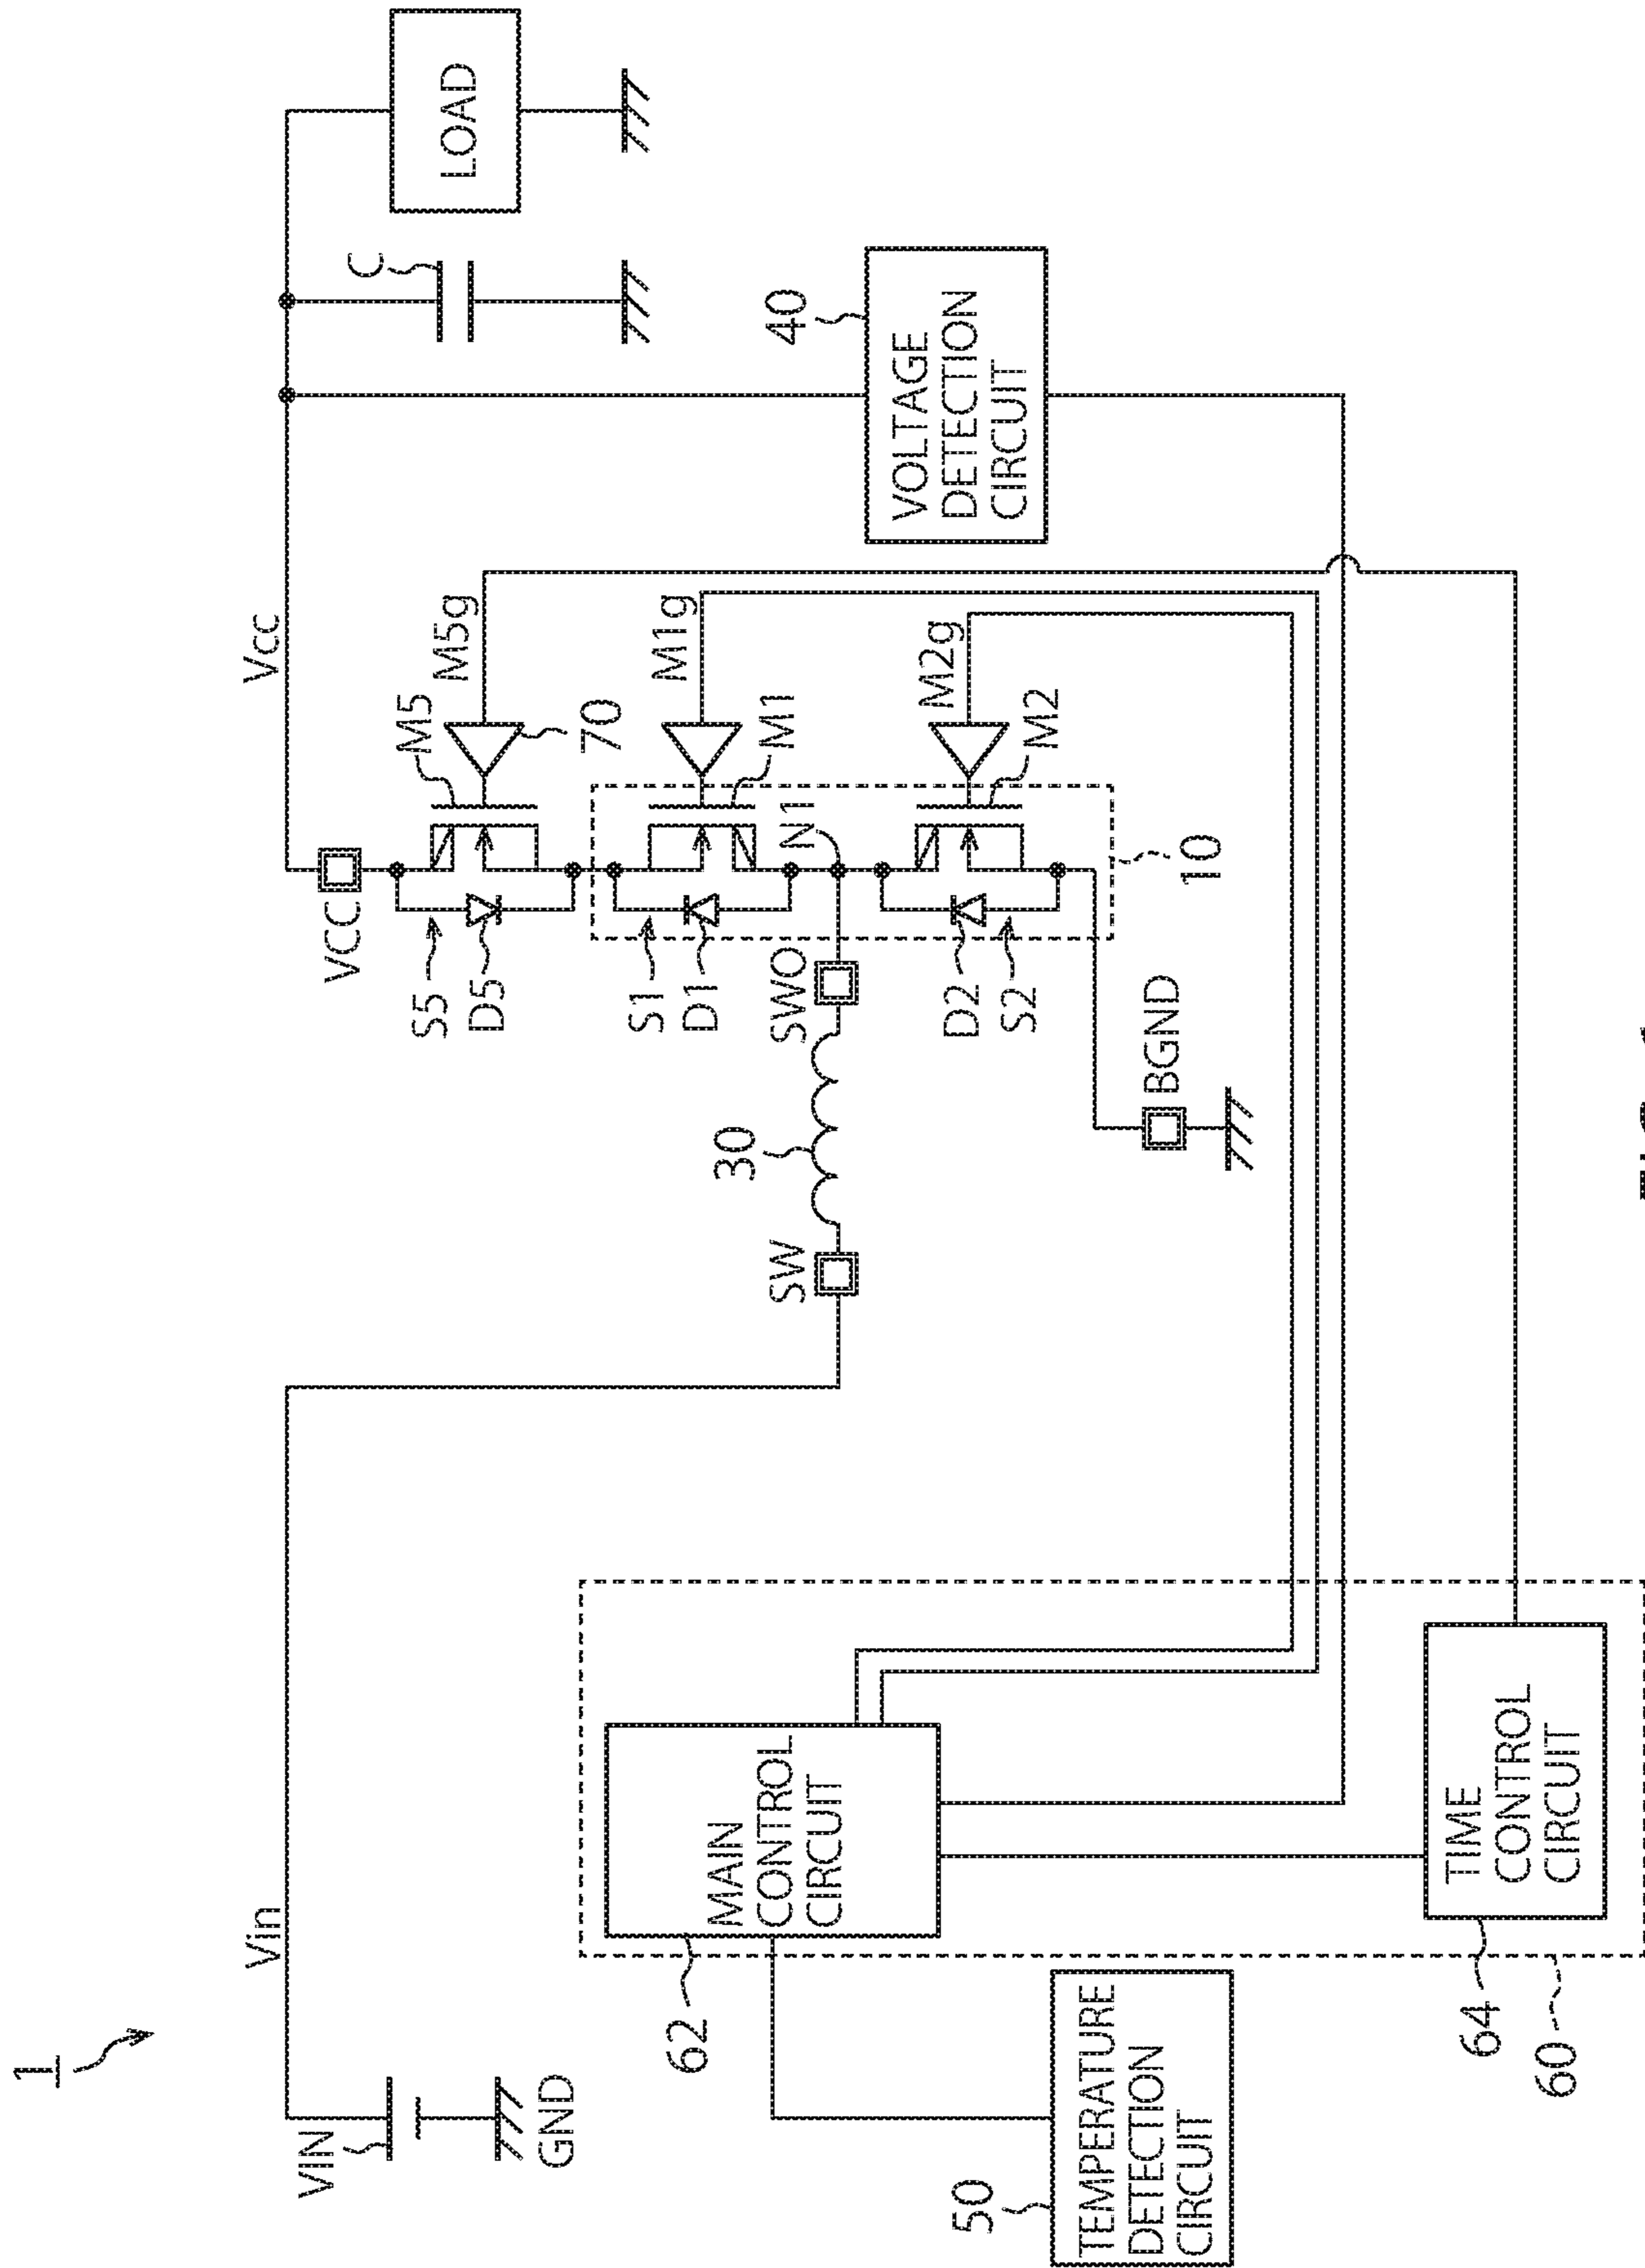 1
Vin
Vcc
VIN
GND
VCC
S5
D5
M5
M5g
70
C
LOAD
S1
D1
M1
M1g
N1
SW
30
SWO
D2
S2
M2
M2g
10
BGND
40
VOLTAGE
DETECTION
CIRCUIT
62
MAIN
CONTROL
CIRCUIT
50
TEMPERATURE
DETECTION
CIRCUIT
64
TIME
CONTROL
CIRCUIT
60